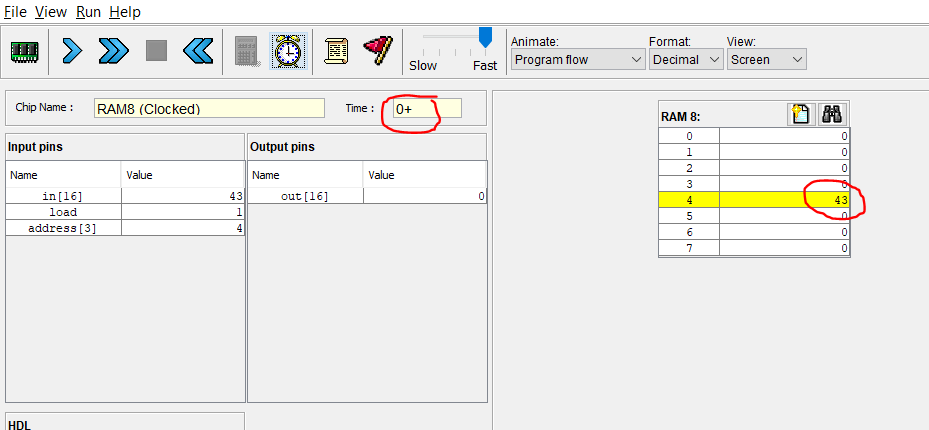 File View Run Help
Animate: Format: View:
Slow Fast Program flow Decimal Screen
Chip Name : RAM8 (Clocked) Time : 0+
RAM 8:
Input pins
Name Value
in[16] 43
load 1
address[3] 4
Output pins
Name Value
out[16] 0
0 0
1 0
2 0
3 0
4 43
5 0
6 0
7 0
HDL